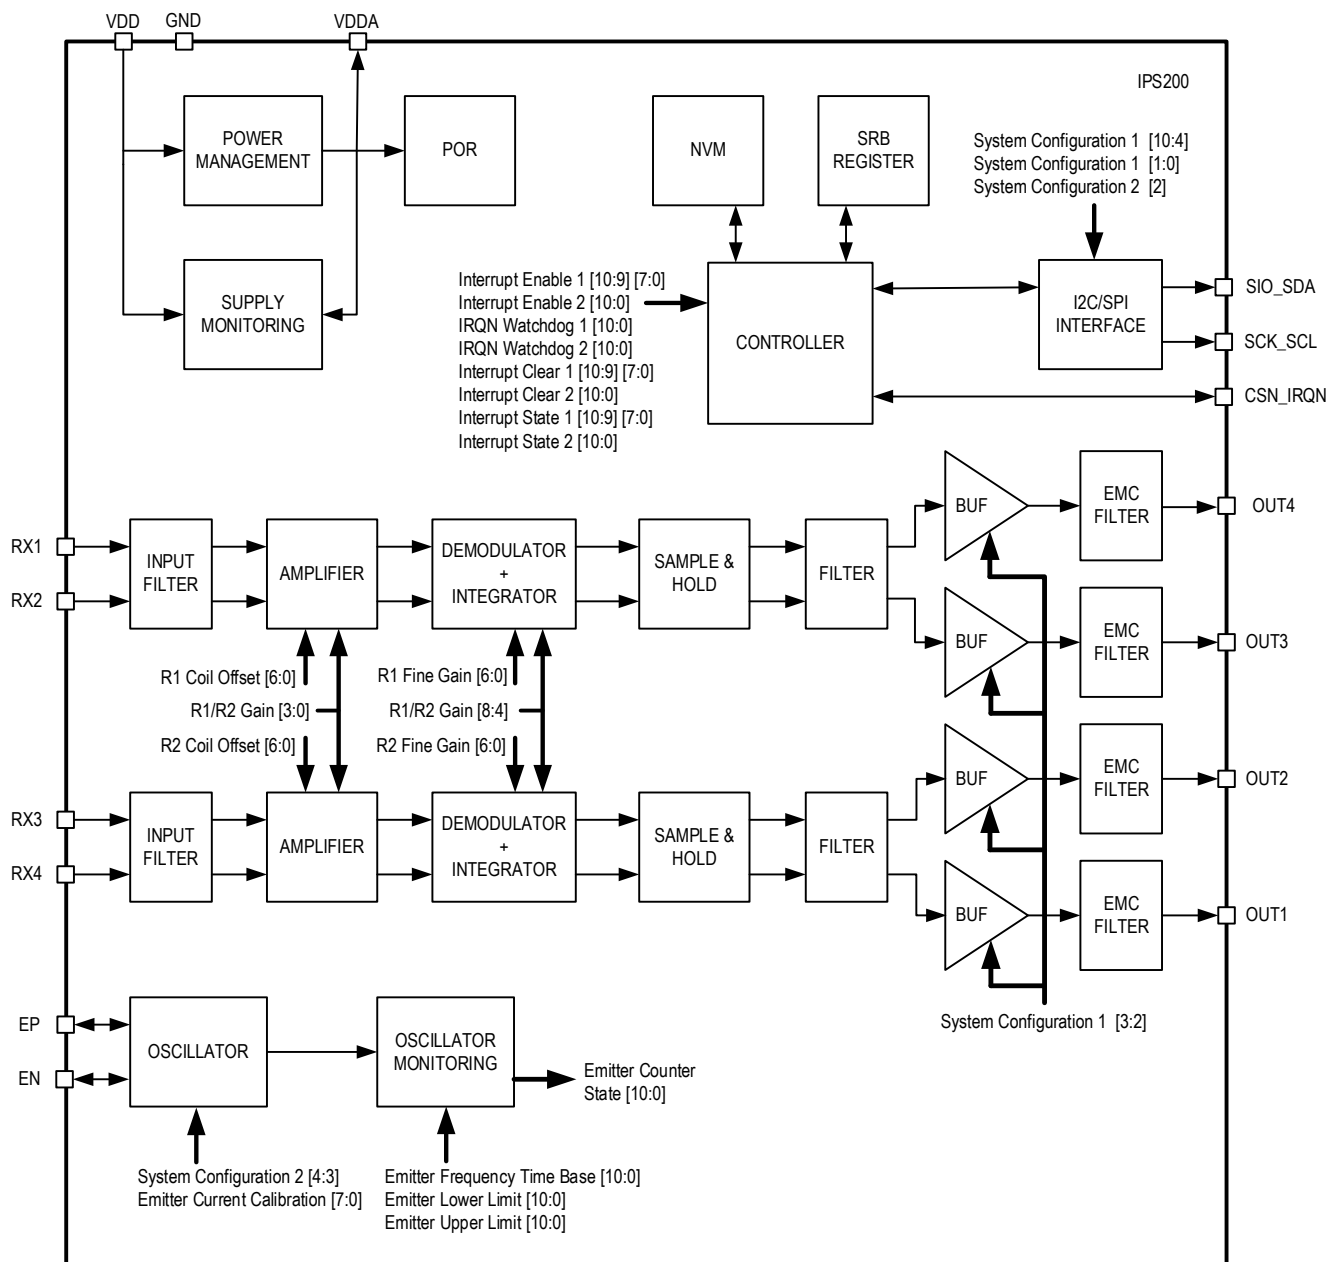 VDD
GND
VDDA
IPS200
POWER
MANAGEMENT
POR
NVM
SRB
REGISTER
System Configuration 1 [10:4]
System Configuration 1 [1:0]
System Configuration 2 [2]
SUPPLY
MONITORING
Interrupt Enable 1 [10:9] [7:0]
Interrupt Enable 2 [10:0]
IRQN Watchdog 1 [10:0]
IRQN Watchdog 2 [10:0]
Interrupt Clear 1 [10:9] [7:0]
Interrupt Clear 2 [10:0]
Interrupt State 1 [10:9] [7:0]
Interrupt State 2 [10:0]
CONTROLLER
I2C/SPI
INTERFACE
SIO_SDA
SCK_SCL
CSN_IRQN
RX1
RX2
INPUT
FILTER
AMPLIFIER
DEMODULATOR
+
INTEGRATOR
SAMPLE &
HOLD
FILTER
BUF
EMC
FILTER
OUT4
BUF
EMC
FILTER
OUT3
R1 Coil Offset [6:0]
R1/R2 Gain [3:0]
R2 Coil Offset [6:0]
R1 Fine Gain [6:0]
R1/R2 Gain [8:4]
R2 Fine Gain [6:0]
RX3
RX4
INPUT
FILTER
AMPLIFIER
DEMODULATOR
+
INTEGRATOR
SAMPLE &
HOLD
FILTER
BUF
EMC
FILTER
OUT2
BUF
EMC
FILTER
OUT1
System Configuration 1 [3:2]
EP
EN
OSCILLATOR
OSCILLATOR
MONITORING
Emitter Counter
State [10:0]
System Configuration 2 [4:3]
Emitter Current Calibration [7:0]
Emitter Frequency Time Base [10:0]
Emitter Lower Limit [10:0]
Emitter Upper Limit [10:0]